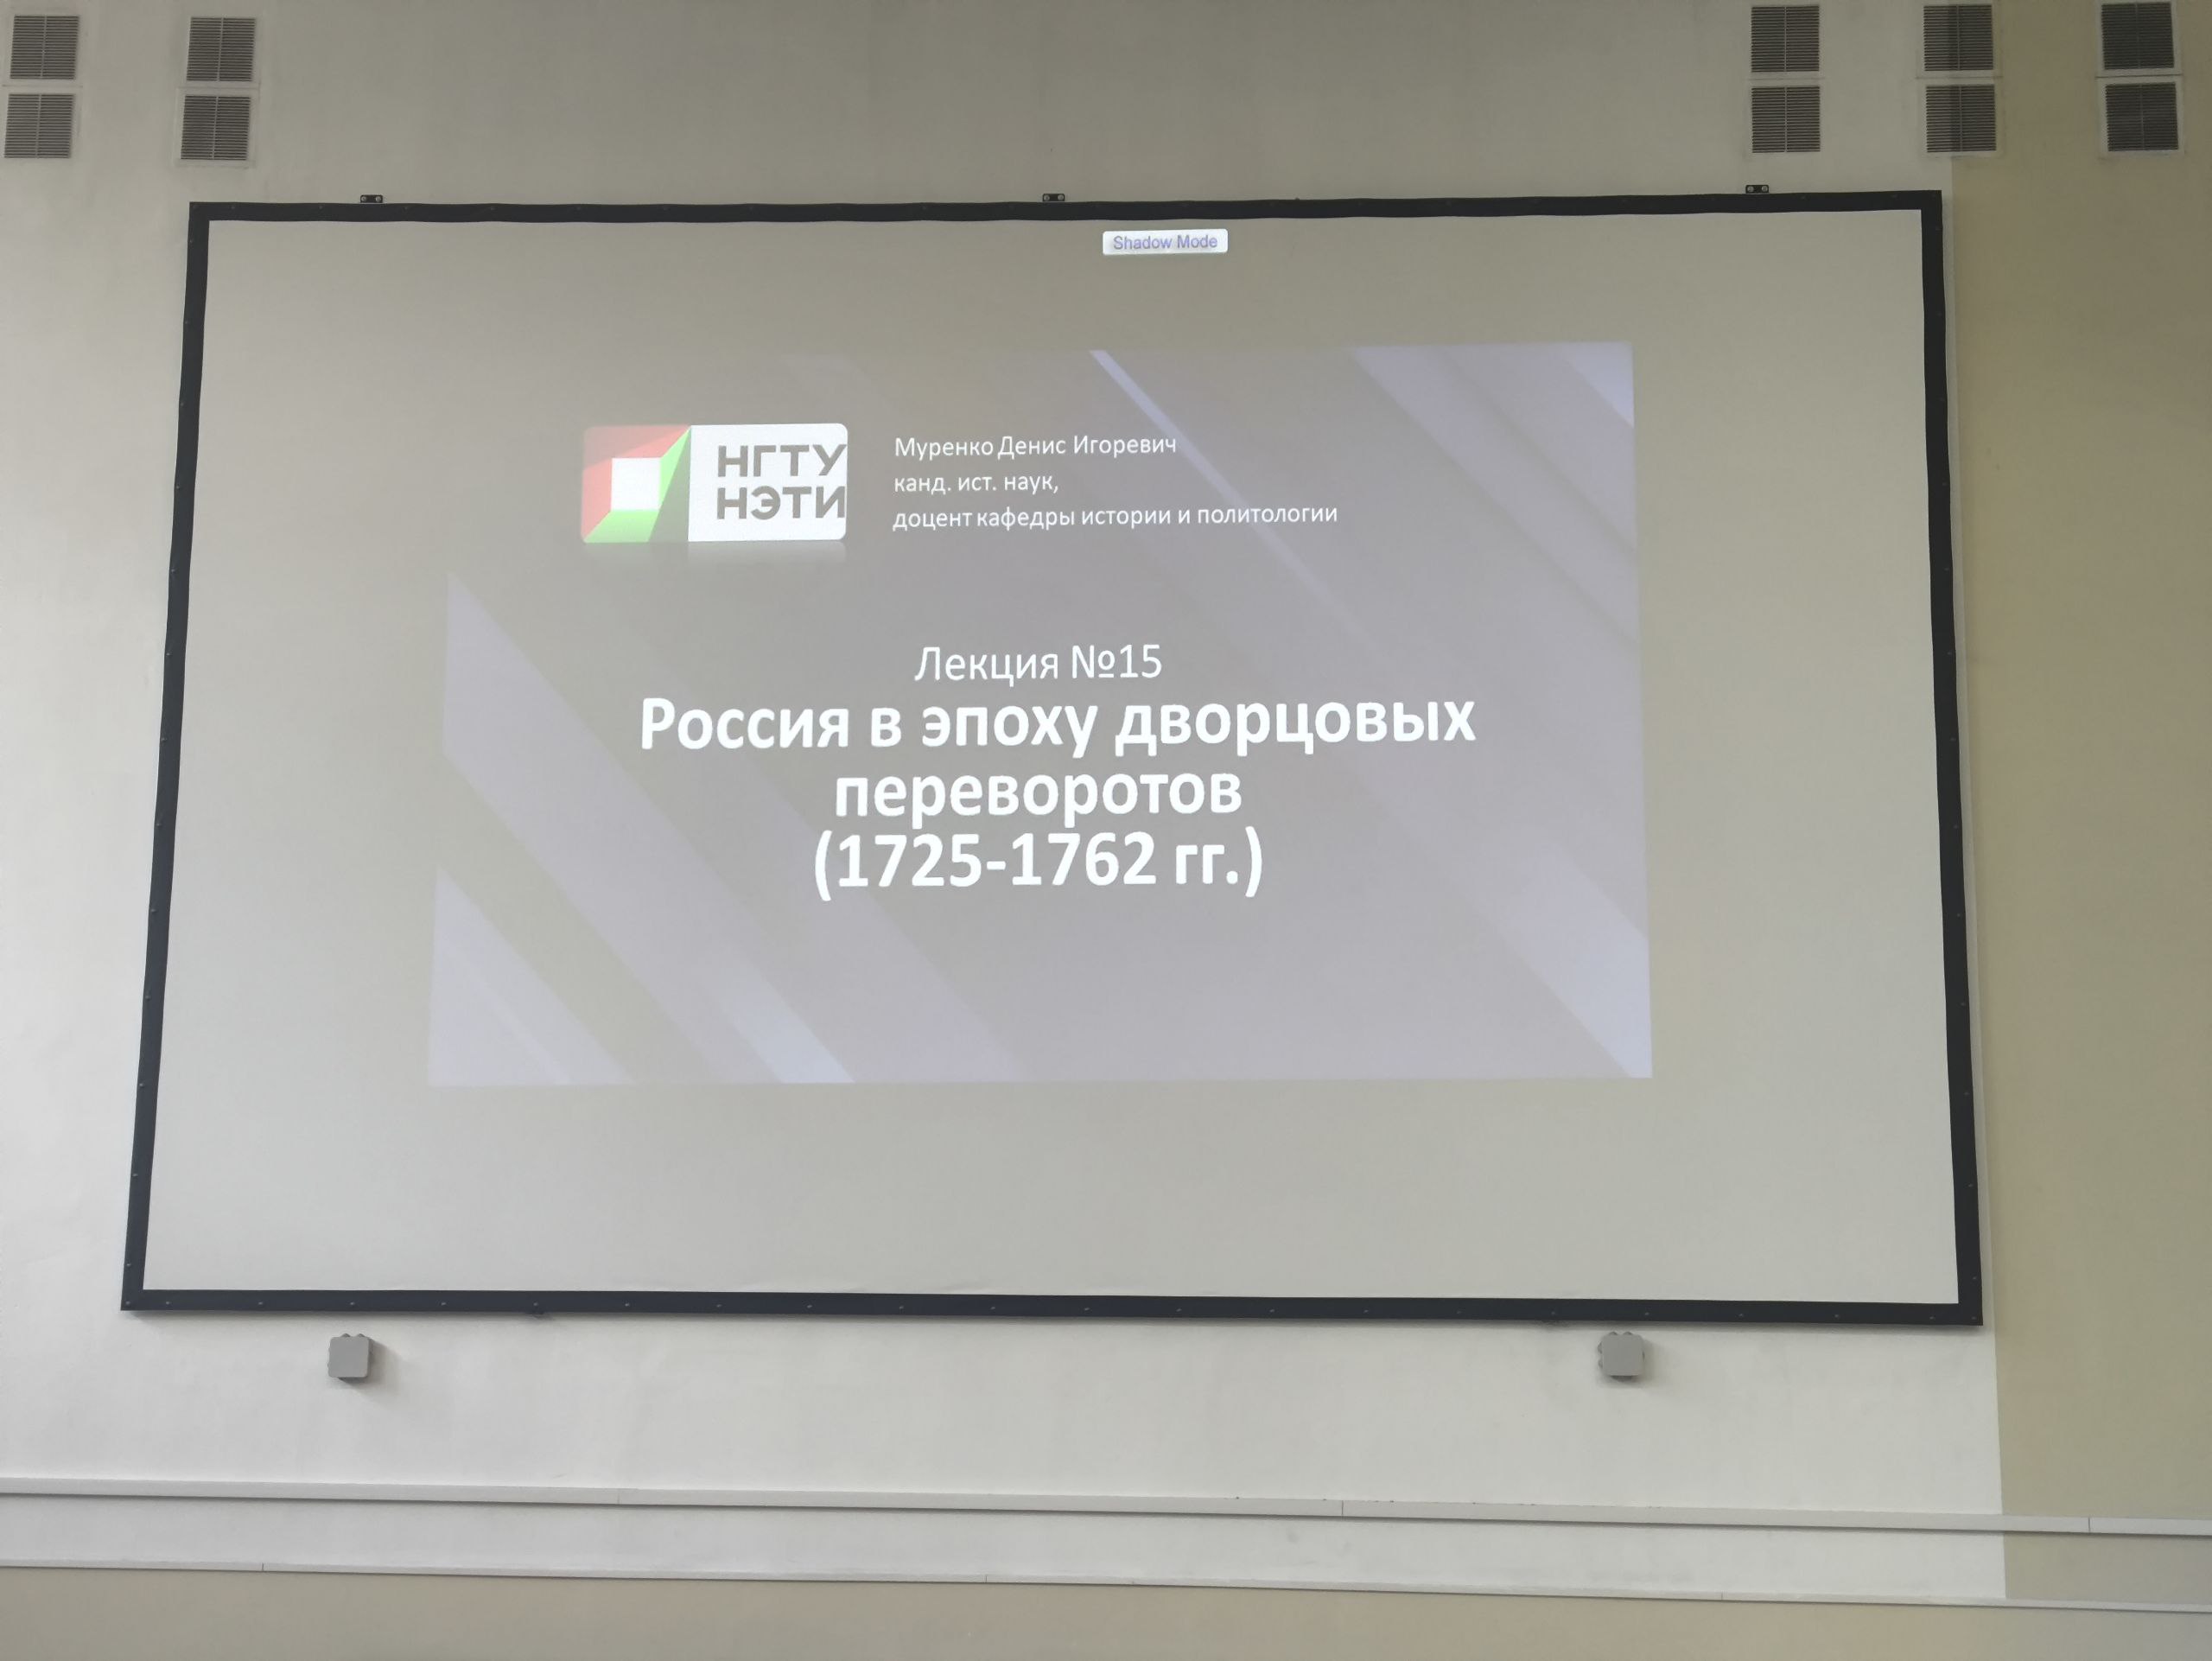 Shadow Mode
НГТУ
НЭТИ
Муренко Денис Игоревич
канд. ист. наук,
доцент кафедры истории и политологии
Лекция №15
Россия в эпоху дворцовых
переворотов
(1725-1762 гг.)